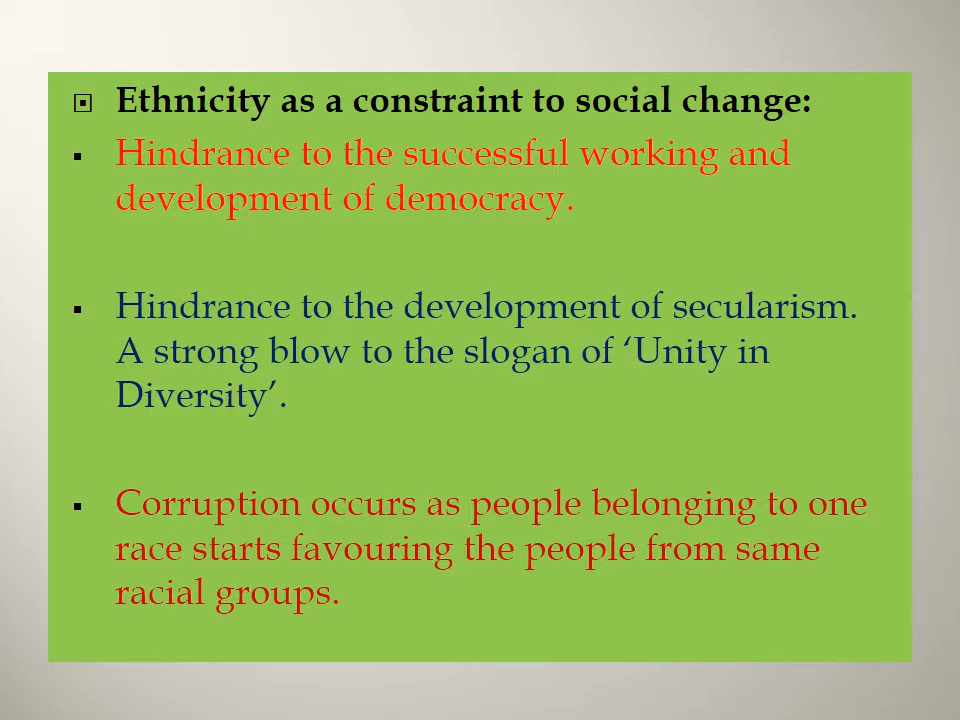 Ethnicity as a constraint to social change:
Hindrance to the successful working and
development of democracy.
Hindrance to the development of secularism.
A strong blow to the slogan of ‘Unity in
Diversity’.
Corruption occurs as people belonging to one
race starts favouring the people from same
racial groups.